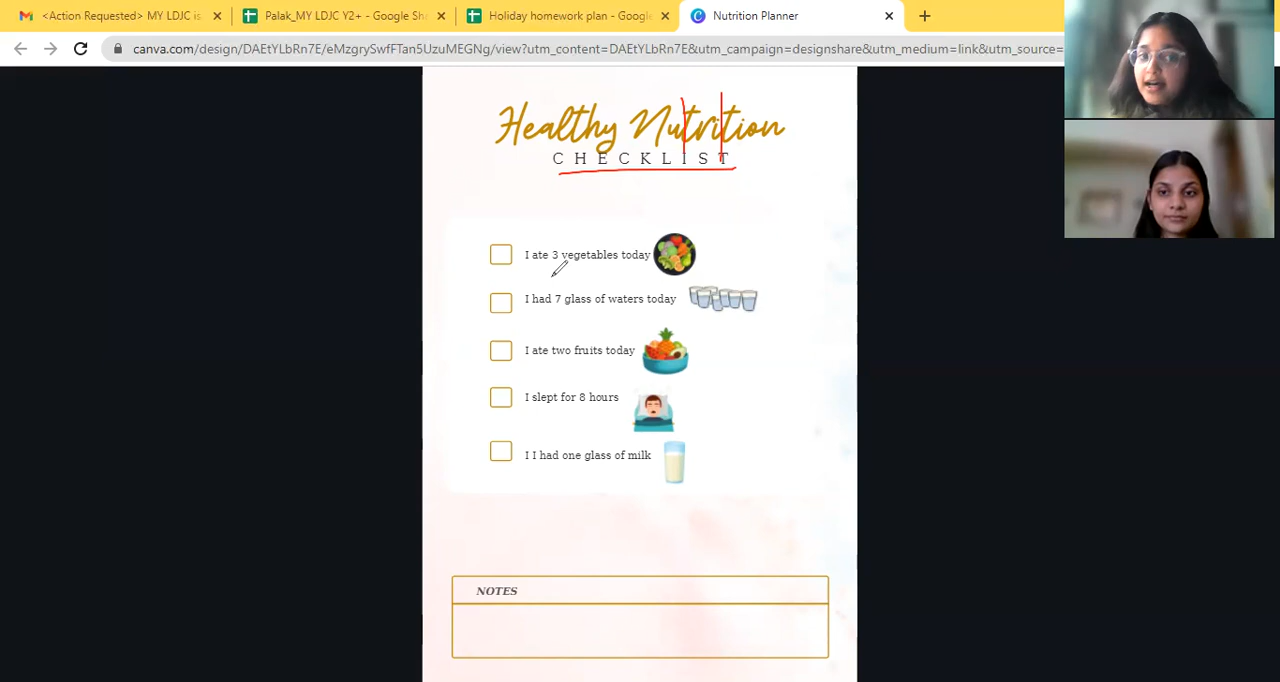 <Action Requested> MY LDJC is
Palak_MY LDJC Y2+ - Google She
Holiday homework plan - Google
Nutrition Planner
canva.com/design/DAEtYLbRn7E/eMzgrySwfFTan5UzuMEGNg/view?utm_content=DAEtYLbRn7E&utm_campaign=designshare&utm_medium=link&utm_source=
Healthy Nutrition
CHECKLIST
I ate 3 vegetables today
I had 7 glass of waters today
I ate two fruits today
I slept for 8 hours
I I had one glass of milk
NOTES